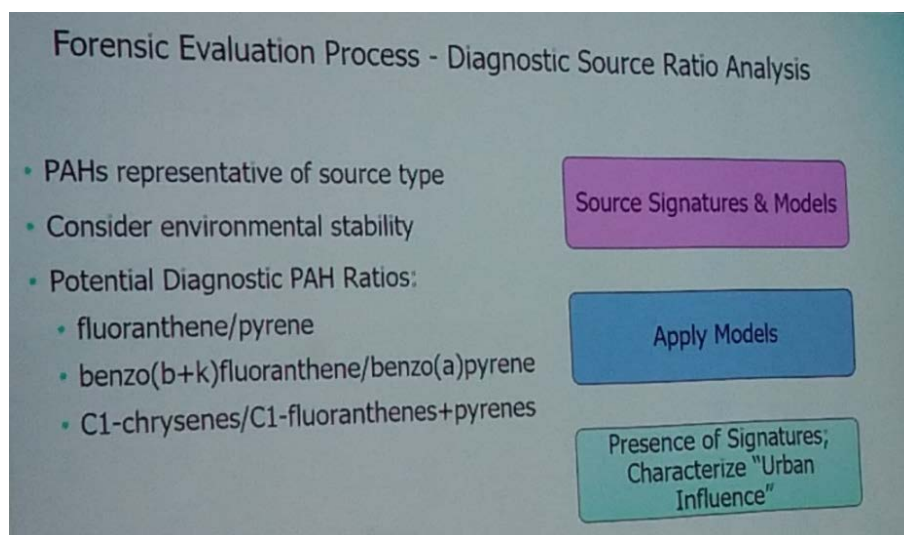 Forensic Evaluation Process - Diagnostic Source Ratio Analysis
• PAHs representative of source type
• Consider environmental stability
• Potential Diagnostic PAH Ratios:
• fluoranthene/pyrene
• benzo(b+k)fluoranthene/benzo(a)pyrene
• C1-chrysenes/C1-fluoranthenes+pyrenes
Source Signatures & Models
Apply Models
Presence of Signatures;
Characterize "Urban
Influence"